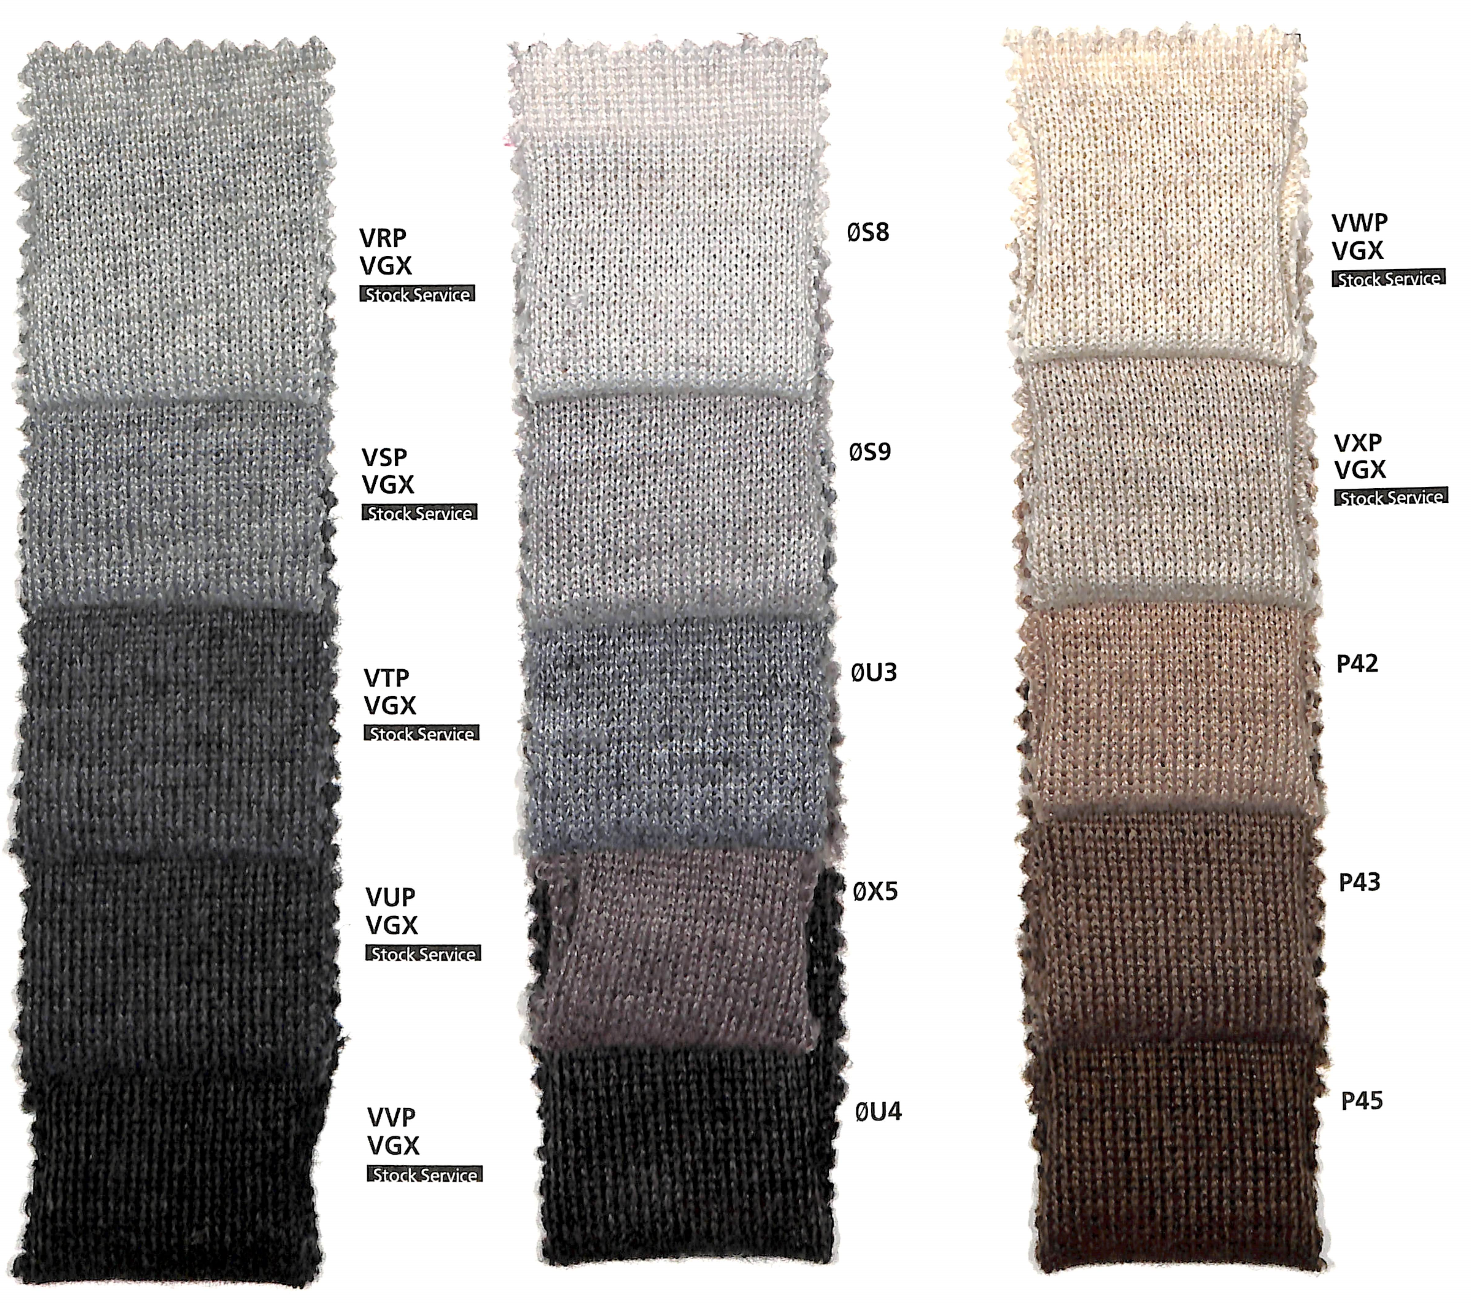 VRP
VGX
Stock Service
VSP
VGX
Stock Service
VTP
VGX
Stock Service
VUP
VGX
Stock Service
VVP
VGX
Stock Service
ØS8
ØS9
ØU3
ØX5
ØU4
VWP
VGX
Stock Service
VXP
VGX
Stock Service
P42
P43
P45